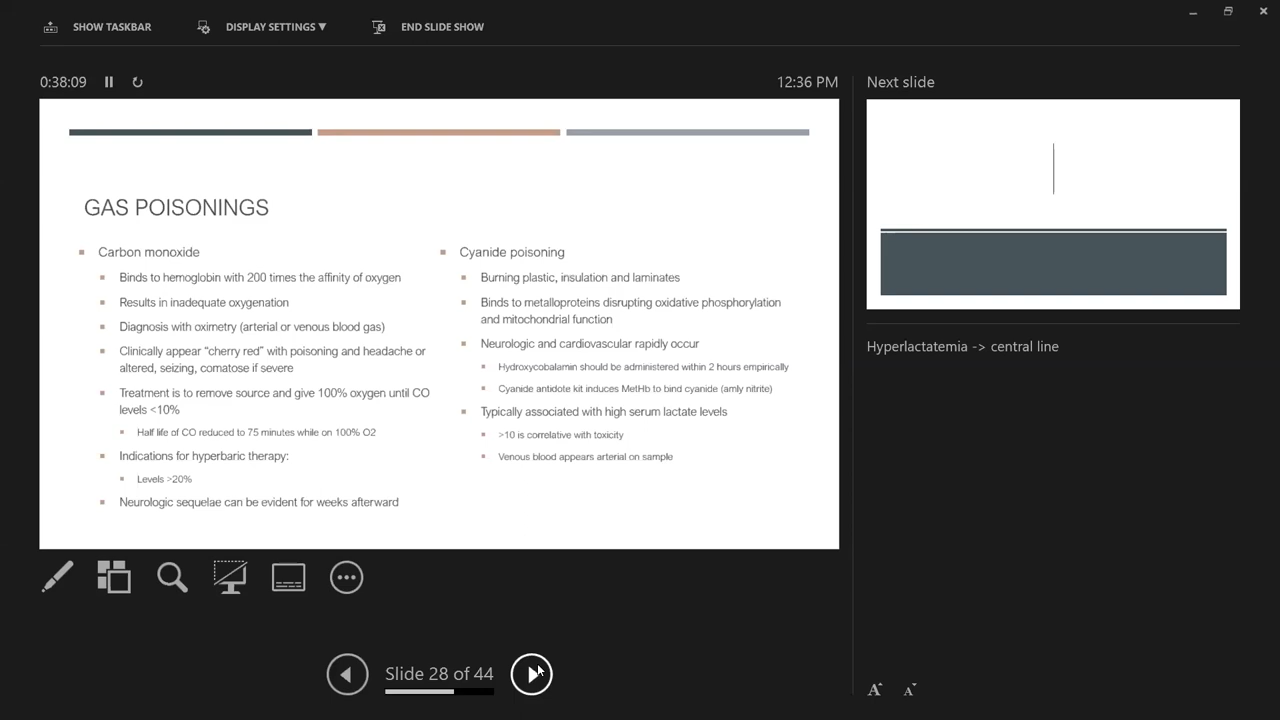 SHOW TASKBAR
DISPLAY SETTINGS ▼
END SLIDE SHOW
0:38:09
12:36 PM
GAS POISONINGS
Carbon monoxide
Binds to hemoglobin with 200 times the affinity of oxygen
Results in inadequate oxygenation
Diagnosis with oximetry (arterial or venous blood gas)
Clinically appear “cherry red” with poisoning and headache or
altered, seizing, comatose if severe
Treatment is to remove source and give 100% oxygen until CO
levels <10%
Half life of CO reduced to 75 minutes while on 100% O2
Indications for hyperbaric therapy:
Levels >20%
Neurologic sequelae can be evident for weeks afterward
Cyanide poisoning
Burning plastic, insulation and laminates
Binds to metalloproteins disrupting oxidative phosphorylation
and mitochondrial function
Neurologic and cardiovascular rapidly occur
Hydroxycobalamin should be administered within 2 hours empirically
Cyanide antidote kit induces MetHb to bind cyanide (amly nitrite)
Typically associated with high serum lactate levels
>10 is correlative with toxicity
Venous blood appears arterial on sample
Next slide
Hyperlactatemia -> central line
Slide 28 of 44
A A